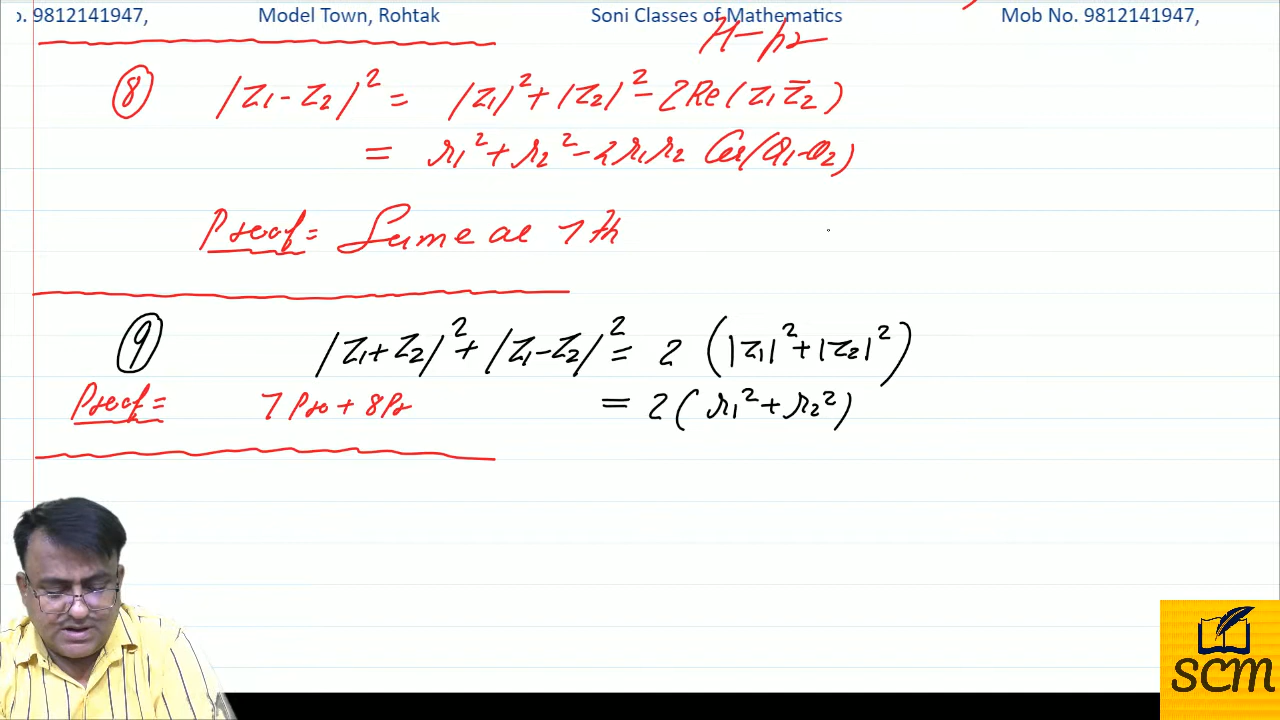 o. 9812141947, Model Town, Rohtak Soni Classes of Mathematics Mob No. 9812141947,
H-pr
⑧ |z₁-z₂|² = |z₁|²+|z₂|²-2Re(z₁z̄₂)
= r₁²+r₂²-2r₁r₂ Cos(θ₁-θ₂)
Proof = Same as 7th
⑨ |z₁+z₂|²+|z₁-z₂|² = 2(|z₁|²+|z₂|²)
Proof = 7 Pro + 8 Pr = 2(r₁²+r₂²)
SCM